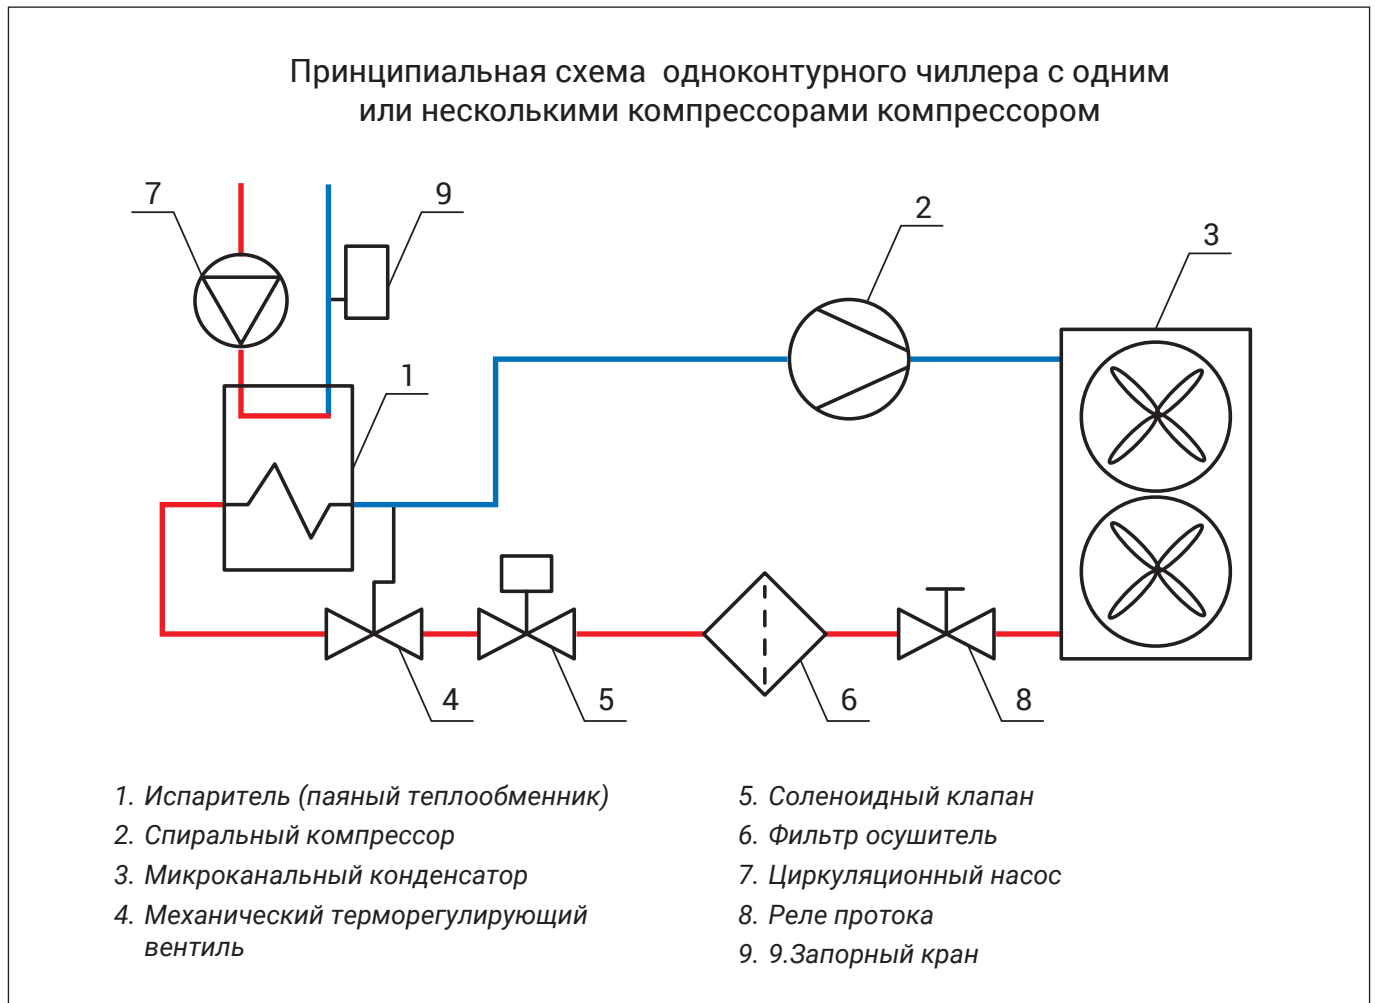 Принципиальная схема одноконтурного чиллера с одним
или несколькими компрессорами компрессором
7
9
2
3
1
4
5
6
8
1. Испаритель (паяный теплообменник)
2. Спиральный компрессор
3. Микроканальный конденсатор
4. Механический терморегулирующий
вентиль
5. Соленоидный клапан
6. Фильтр осушитель
7. Циркуляционный насос
8. Реле протока
9. 9.Запорный кран